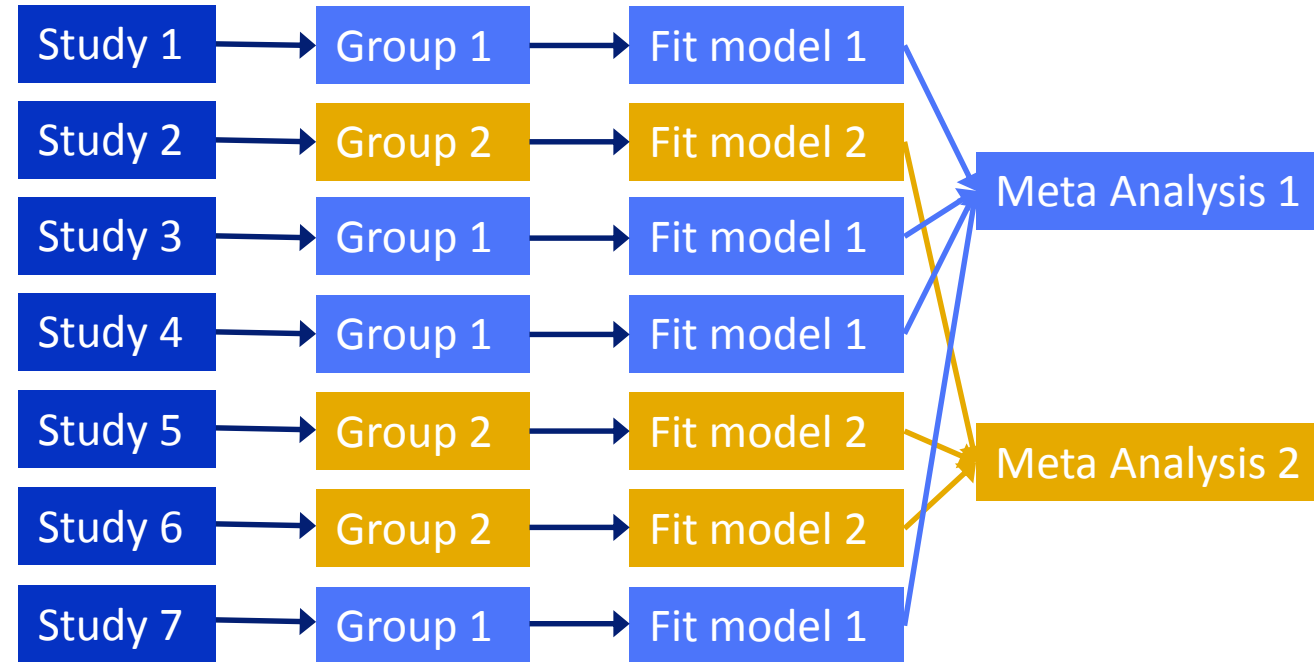 Study 1
Group 1
Fit model 1
Study 2
Group 2
Fit model 2
Meta Analysis 1
Study 3
Group 1
Fit model 1
Study 4
Group 1
Fit model 1
Study 5
Group 2
Fit model 2
Meta Analysis 2
Study 6
Group 2
Fit model 2
Study 7
Group 1
Fit model 1